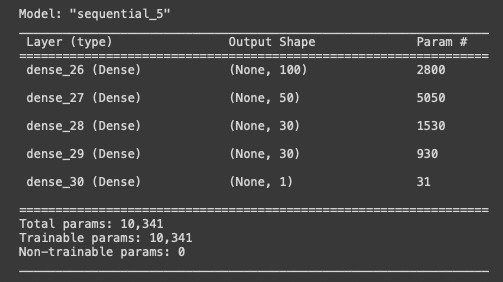 Model: "sequential_5"
Layer (type) Output Shape Param #
dense_26 (Dense) (None, 100) 2800
dense_27 (Dense) (None, 50) 5050
dense_28 (Dense) (None, 30) 1530
dense_29 (Dense) (None, 30) 930
dense_30 (Dense) (None, 1) 31
Total params: 10,341
Trainable params: 10,341
Non-trainable params: 0